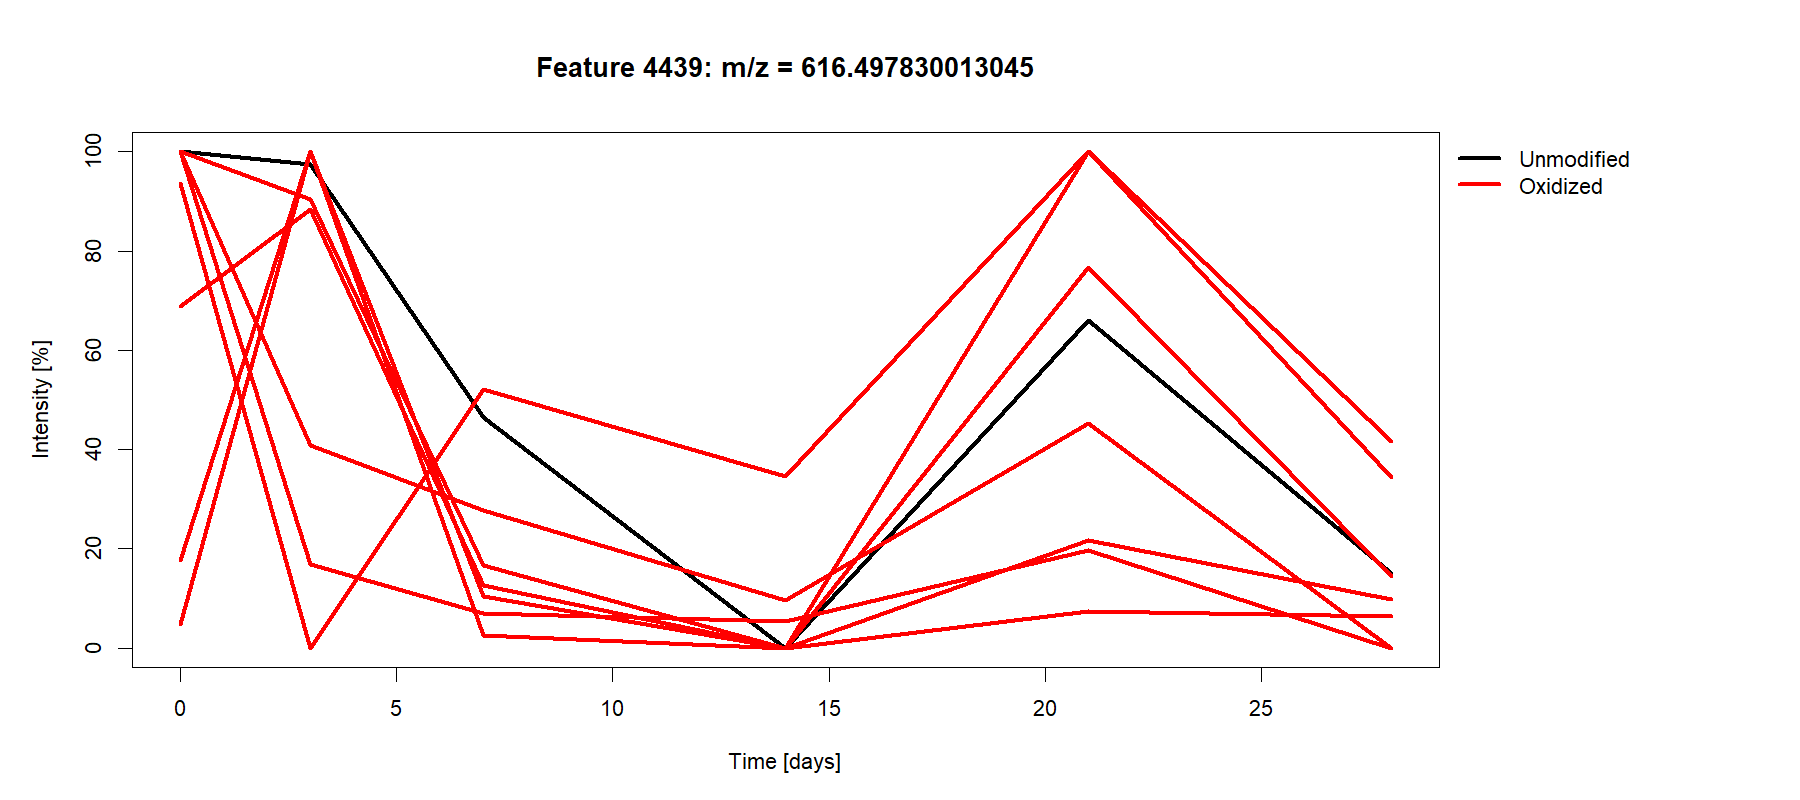 Feature 4439: m/z = 616.497830013045
Unmodified
Oxidized
100
80
60
40
20
0
Intensity [%]
0 5 10 15 20 25
Time [days]